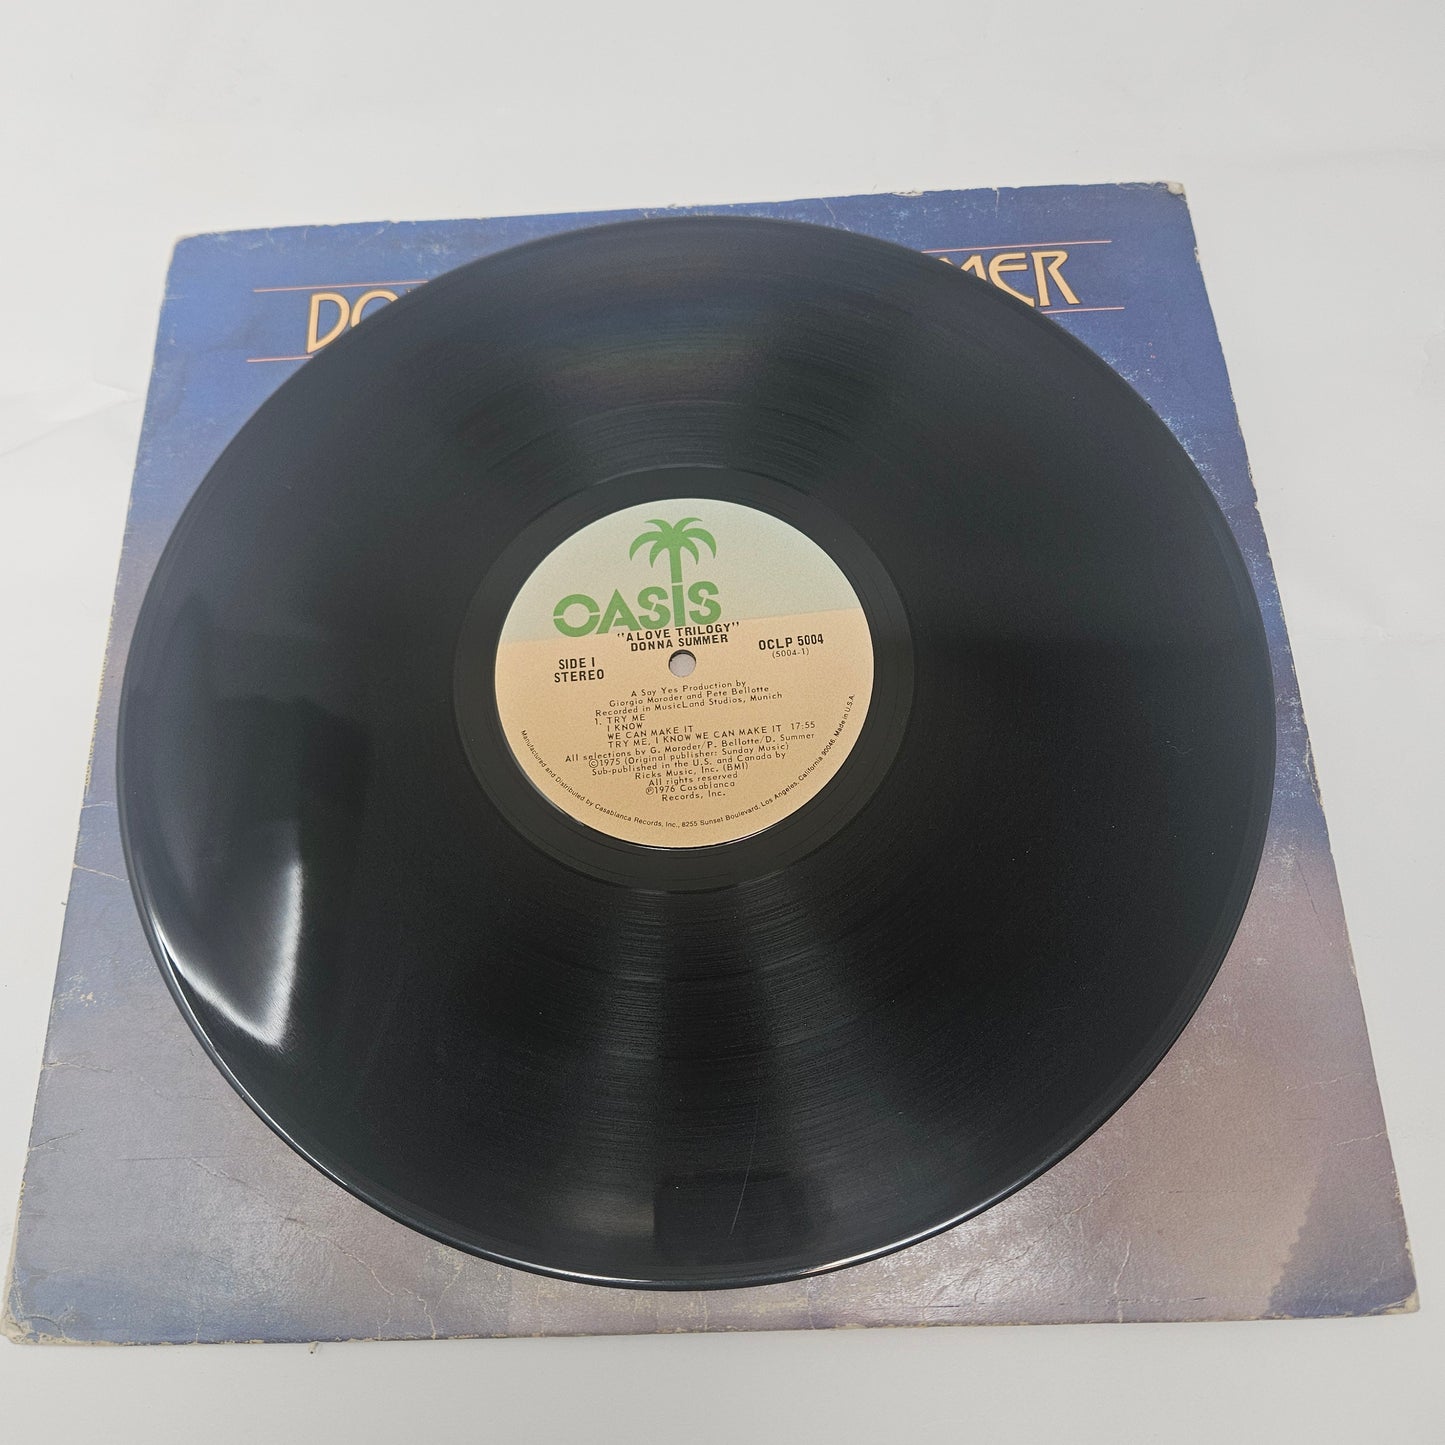 DO
MER
OASIS
"A LOVE TRILOGY"
DONNA SUMMER
SIDE I
STEREO
OCLP 5004
(5004-1)
A Say Yes Production by
Giorgio Moroder and Pete Bellotte
Recorded in MusicLand Studios, Munich
1. TRY ME
I KNOW
WE CAN MAKE IT
TRY ME, I KNOW WE CAN MAKE IT 17:55
All selections by G. Moroder/P. Bellotte/D. Summer
©1975 (Original publisher: Sunday Music)
Sub-published in the U.S. and Canada by
Ricks Music, Inc. (BMI)
All rights reserved
℗1976 Casablanca
Records, Inc.
Manufactured and Distributed by Casablanca Records, Inc., 8255 Sunset Boulevard, Los Angeles, California 90046, Made in U.S.A.